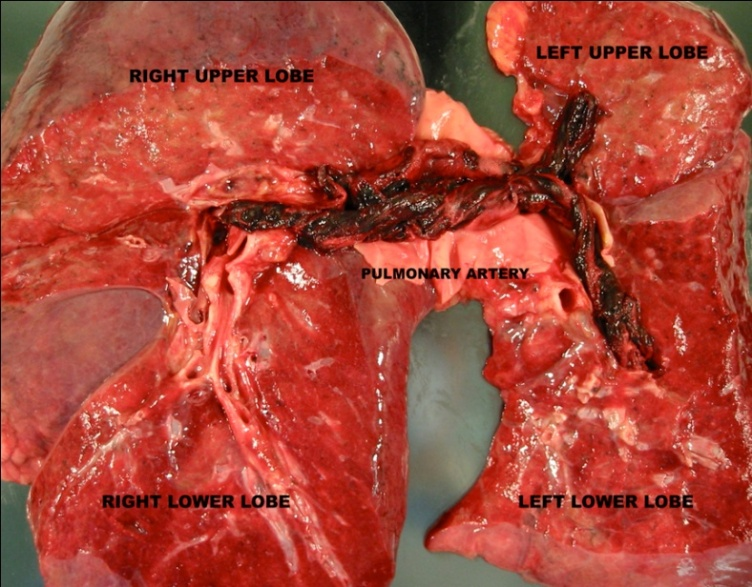 LEFT UPPER LOBE
RIGHT UPPER LOBE
PULMONARY ARTERY
RIGHT LOWER LOBE
LEFT LOWER LOBE